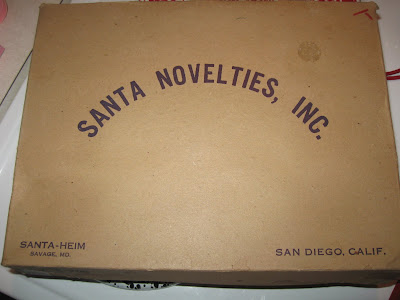 SANTA NOVELTIES, INC.
SANTA-HEIM
SAVAGE, MD.
SAN DIEGO, CALIF.